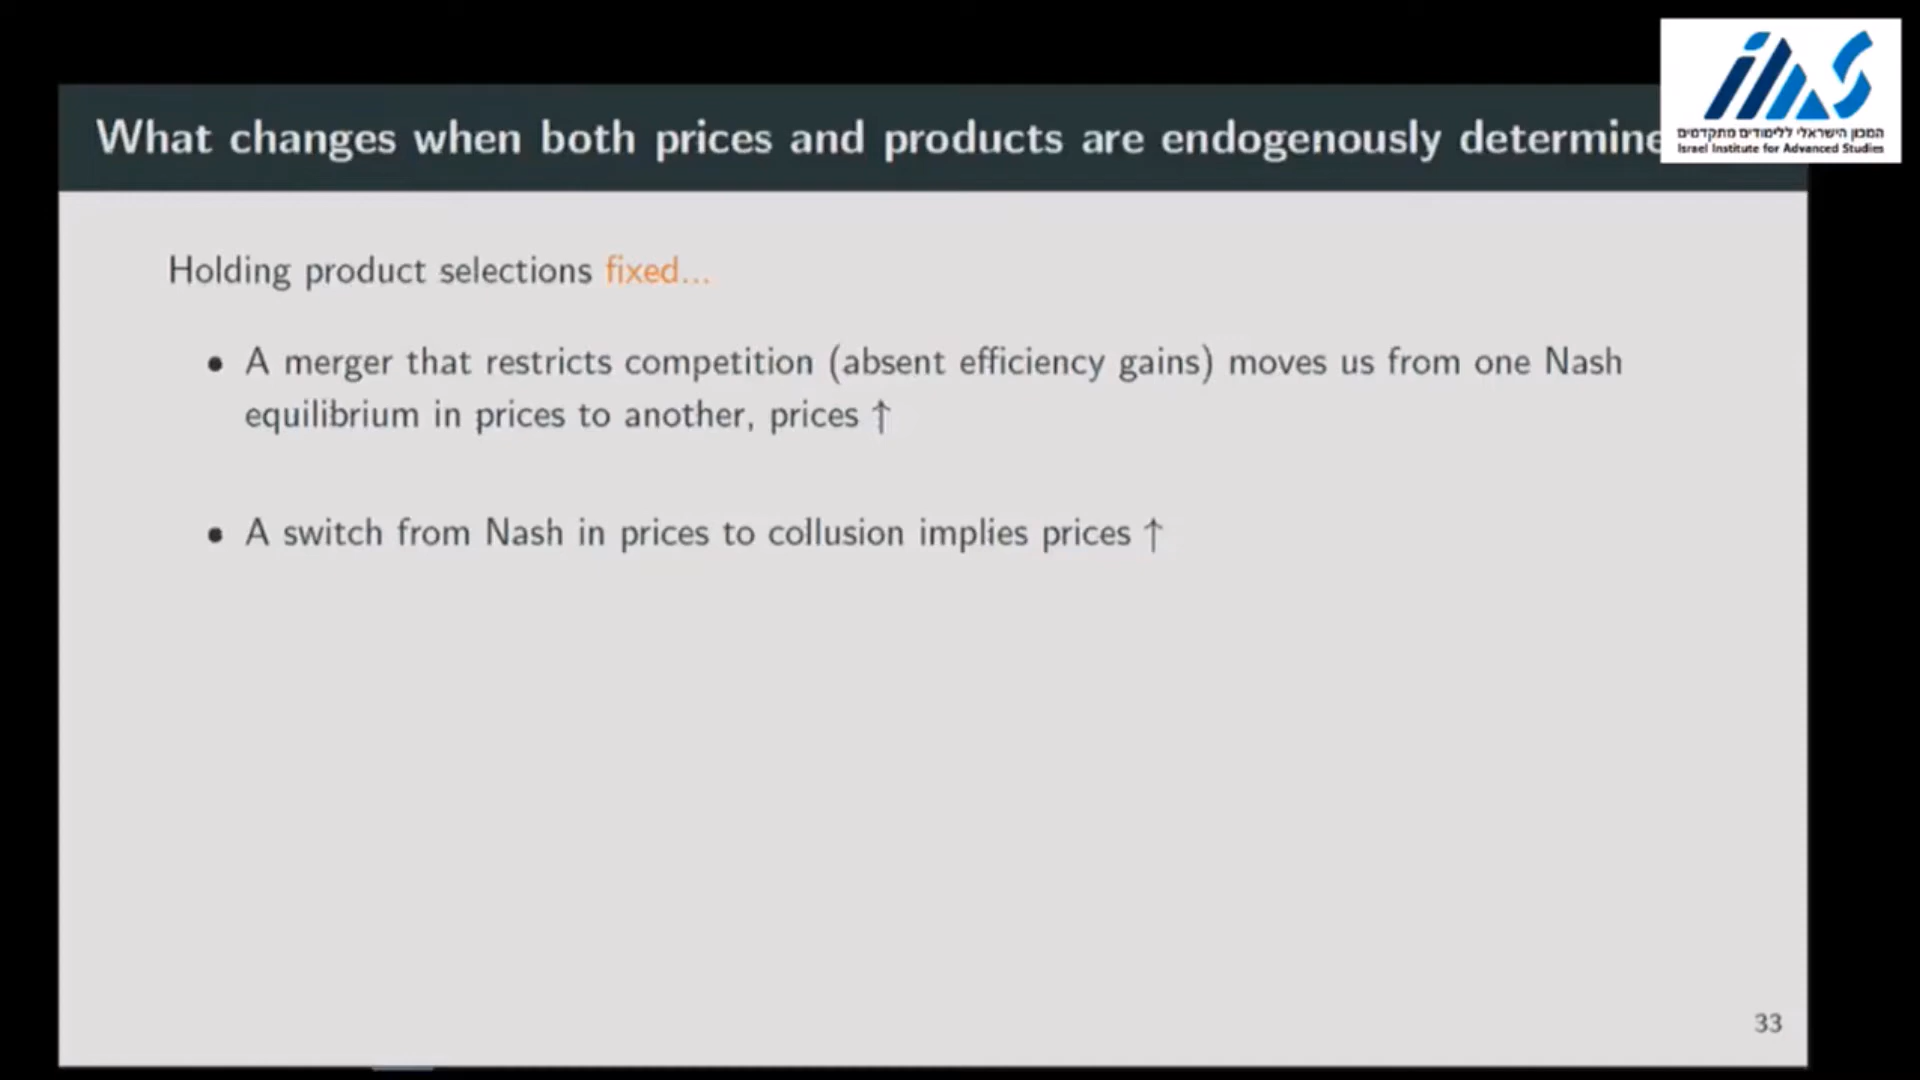 What changes when both prices and products are endogenously determine
המכון הישראלי ללימודים מתקדמים
Israel Institute for Advanced Studies
Holding product selections fixed...
• A merger that restricts competition (absent efficiency gains) moves us from one Nash
equilibrium in prices to another, prices ↑
• A switch from Nash in prices to collusion implies prices ↑
33